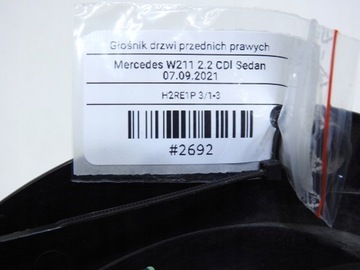 Głośnik drzwi przednich prawych
Mercedes W211 2.2 CDI Sedan
07.09.2021
H2RE1P 3/1-3
#2692